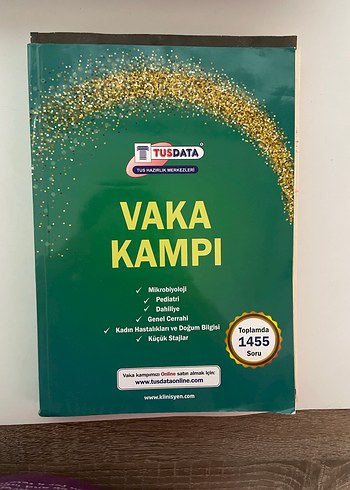 TUSDATA
TUS HAZIRLIK MERKEZLERİ
VAKA
KAMPI
Mikrobiyoloji
Pediatri
Dahiliye
Genel Cerrahi
Kadın Hastalıkları ve Doğum Bilgisi
Küçük Stajlar
Toplamda
1455
Soru
Vaka kampımızı Online satın almak için:
www.tusdataonline.com
www.klinisyen.com